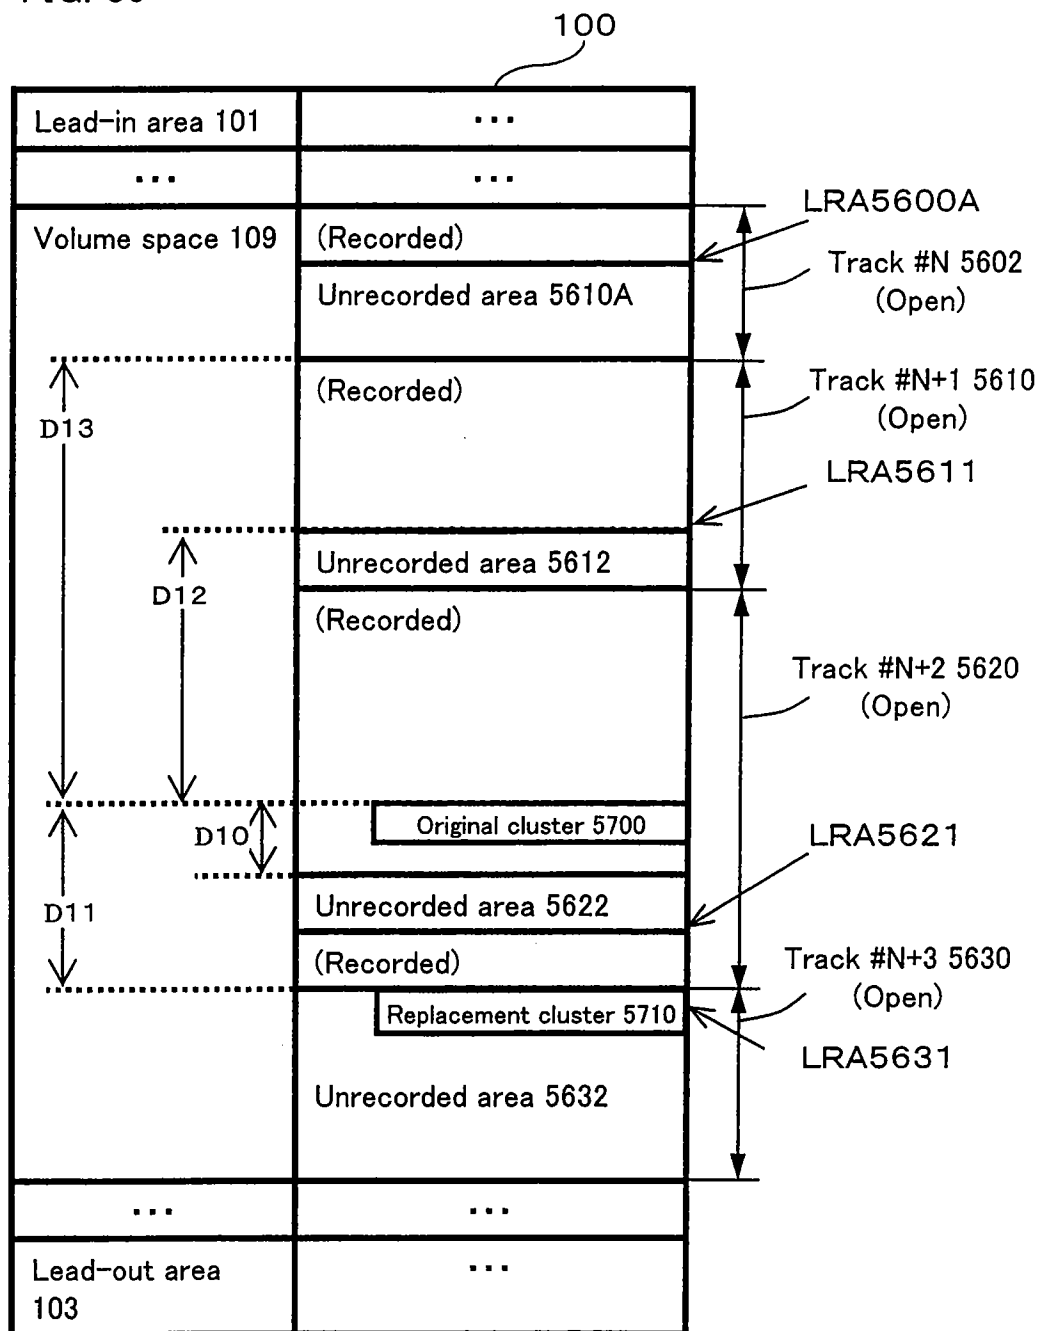 100
Lead-in area 101
...
...
...
Volume space 109
(Recorded)
LRA5600A
Unrecorded area 5610A
Track #N 5602
(Open)
(Recorded)
Track #N+1 5610
(Open)
D13
LRA5611
Unrecorded area 5612
D12
(Recorded)
Track #N+2 5620
(Open)
Original cluster 5700
D10
LRA5621
Unrecorded area 5622
D11
(Recorded)
Track #N+3 5630
(Open)
Replacement cluster 5710
LRA5631
Unrecorded area 5632
...
...
Lead-out area
103
...